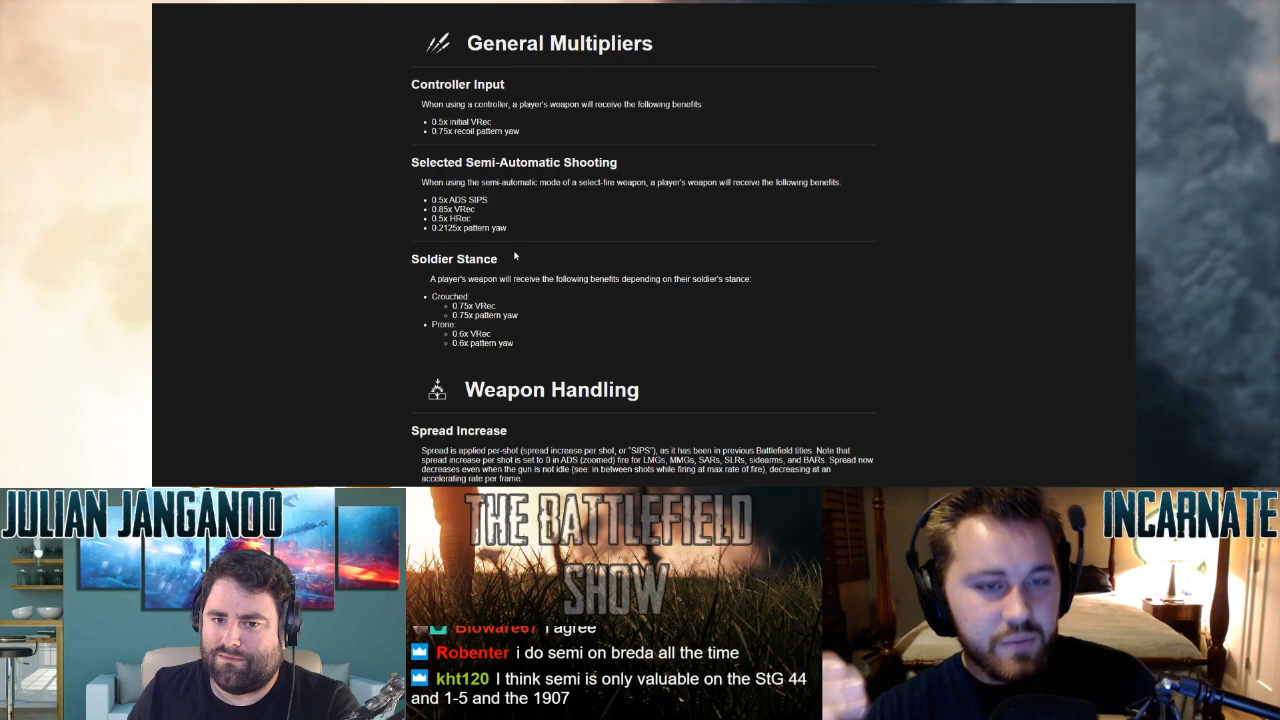 General Multipliers
Controller Input
When using a controller, a player's weapon will receive the following benefits:
• 0.5x initial VRec
• 0.75x recoil pattern yaw
Selected Semi-Automatic Shooting
When using the semi-automatic mode of a select-fire weapon, a player's weapon will receive the following benefits:
• 0.5x ADS SIPS
• 0.85x VRec
• 0.5x HRec
• 0.2125x pattern yaw
Soldier Stance
A player's weapon will receive the following benefits depending on their soldier's stance:
• Crouched:
◦ 0.75x VRec
◦ 0.75x pattern yaw
• Prone:
◦ 0.6x VRec
◦ 0.6x pattern yaw
Weapon Handling
Spread Increase
Spread is applied per-shot (spread increase per shot, or "SIPS"), as it has been in previous Battlefield titles. Note that
spread increase per shot is set to 0 in ADS (zoomed) fire for LMGs, MMGs, SARs, SLRs, sidearms, and BARs. Spread now
decreases even when the gun is not idle (see: in between shots while firing at max rate of fire), decreasing at an
accelerating rate per frame.
JULIAN JANGANOO
THE BATTLEFIELD
SHOW
INCARNATE
Bioware67 I agree
Robenter i do semi on breda all the time
kht120 I think semi is only valuable on the StG 44
and 1-5 and the 1907